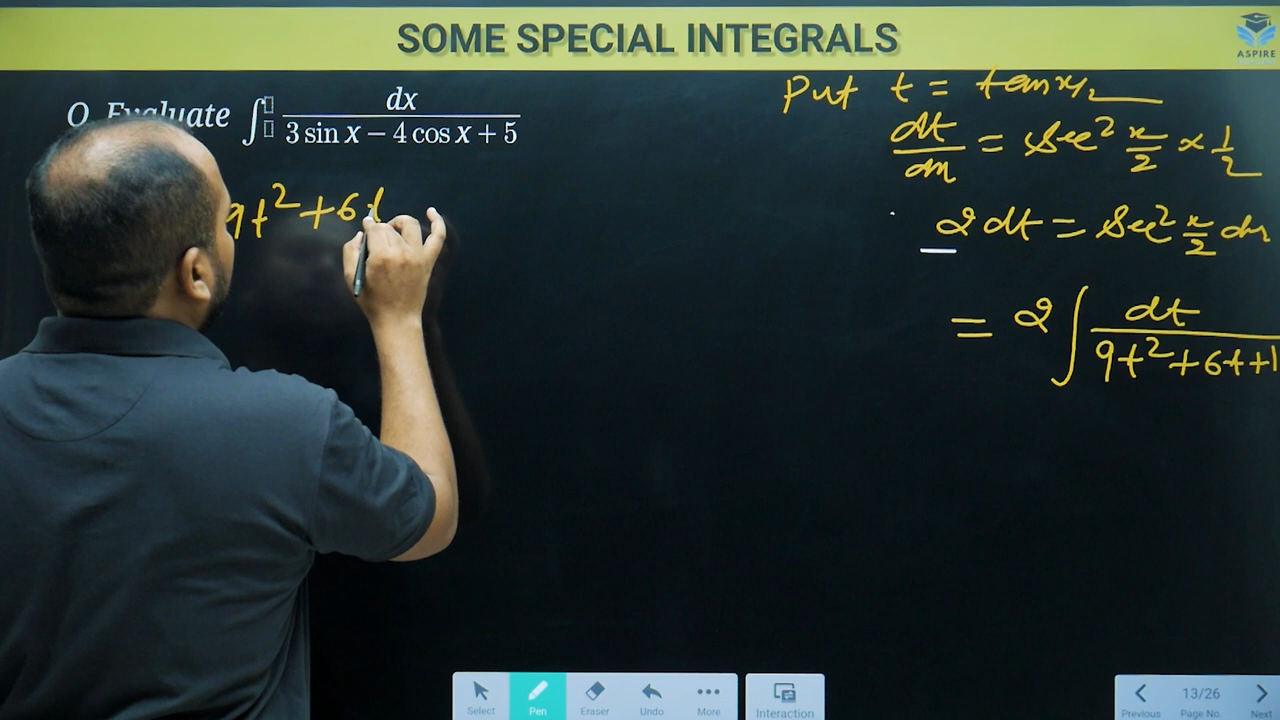 SOME SPECIAL INTEGRALS
ASPIRE
Q. Evaluate ∫ dx / (3 sin x − 4 cos x + 5)
Put t = tan x/2
dt/dx = sec² x/2 × 1/2
2dt = sec² x/2 dx
= 2 ∫ dt / (9t² + 6t + 1
9t² + 6t
Select
Pen
Eraser
Undo
More
Interaction
Previous
13/26
Page No.
Next